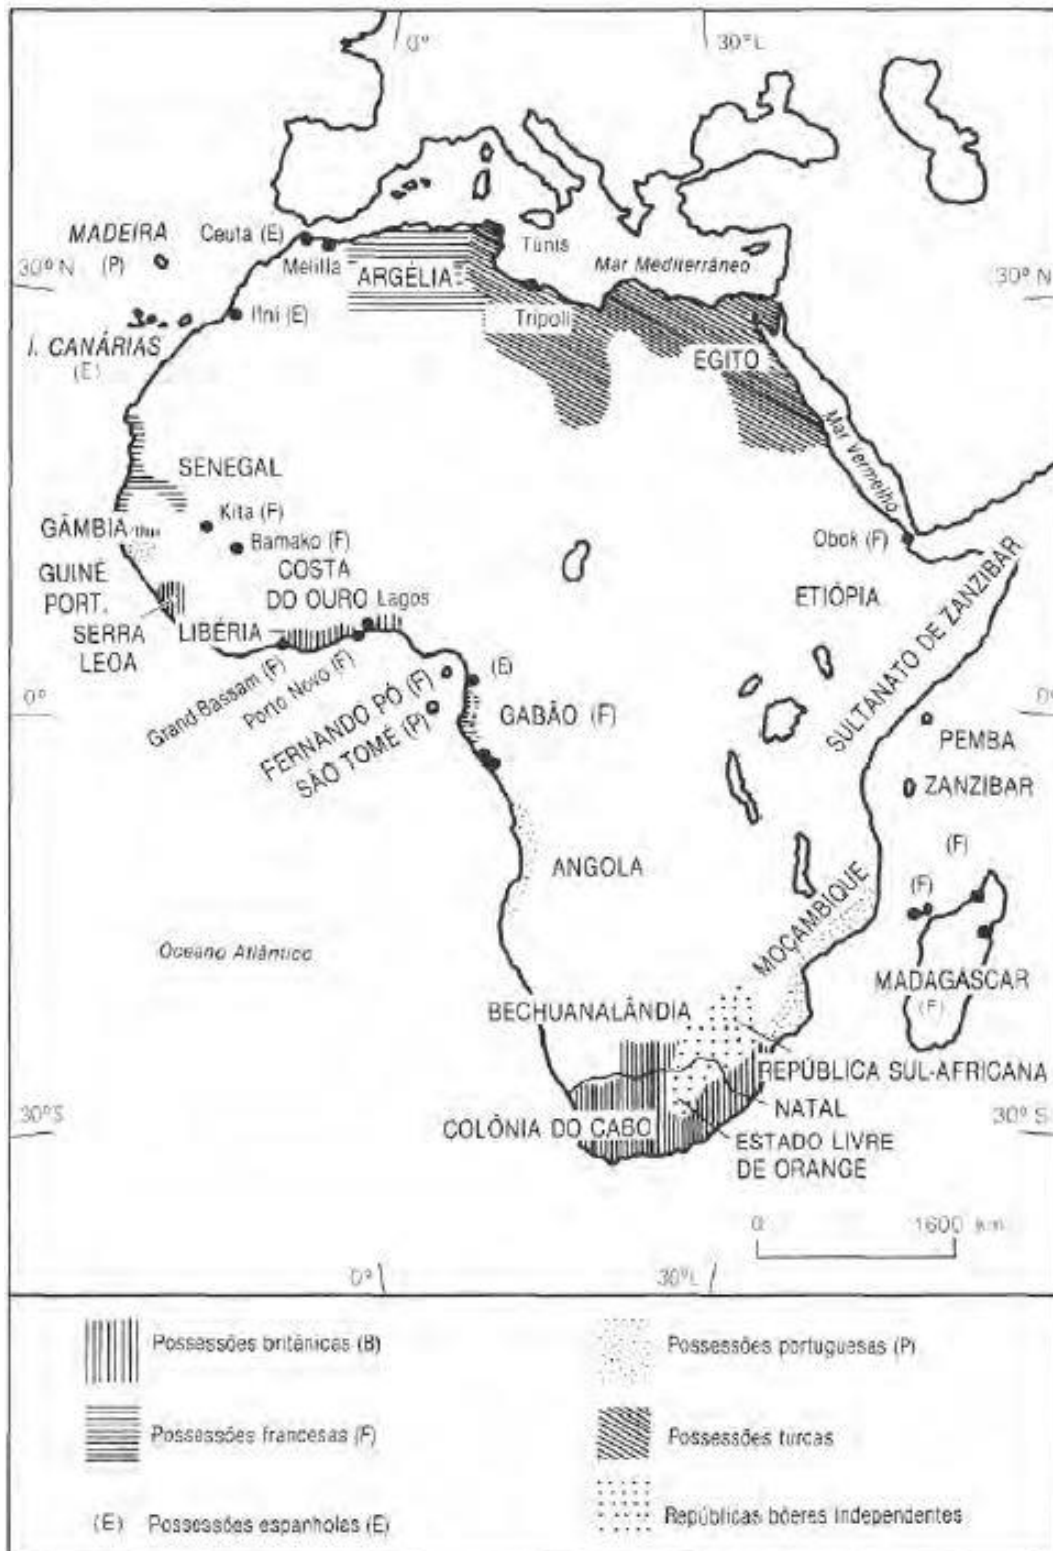 0°
30°L
MADEIRA
(P)
Ceuta (E)
Melilla
30° N
Túnis
Mar Mediterrâneo
30° N
ARGÉLIA
Ifni (E)
Trípoli
I. CANÁRIAS
(E)
EGITO
Mar Vermelho
SENEGAL
Kita (F)
GÂMBIA
Bamako (F)
Obok (F)
GUINÉ
PORT.
COSTA
DO OURO
Lagos
ETIÓPIA
SERRA
LEOA
LIBÉRIA
SULTANATO DE ZANZIBAR
Grand-Bassam (F)
Porto Novo (F)
(E)
0°
FERNANDO PÓ (F)
SÃO TOMÉ (P)
GABÃO (F)
0°
PEMBA
ZANZIBAR
(F)
ANGOLA
(F)
MOÇAMBIQUE
Oceano Atlântico
MADAGASCAR
(F)
BECHUANALÂNDIA
REPÚBLICA SUL-AFRICANA
30° S
NATAL
30° S
COLÔNIA DO CABO
ESTADO LIVRE
DE ORANGE
0
1600 km
0°
30°L
Possessões britânicas (B)
Possessões portuguesas (P)
Possessões francesas (F)
Possessões turcas
(E) Possessões espanholas (E)
Repúblicas bôeres independentes